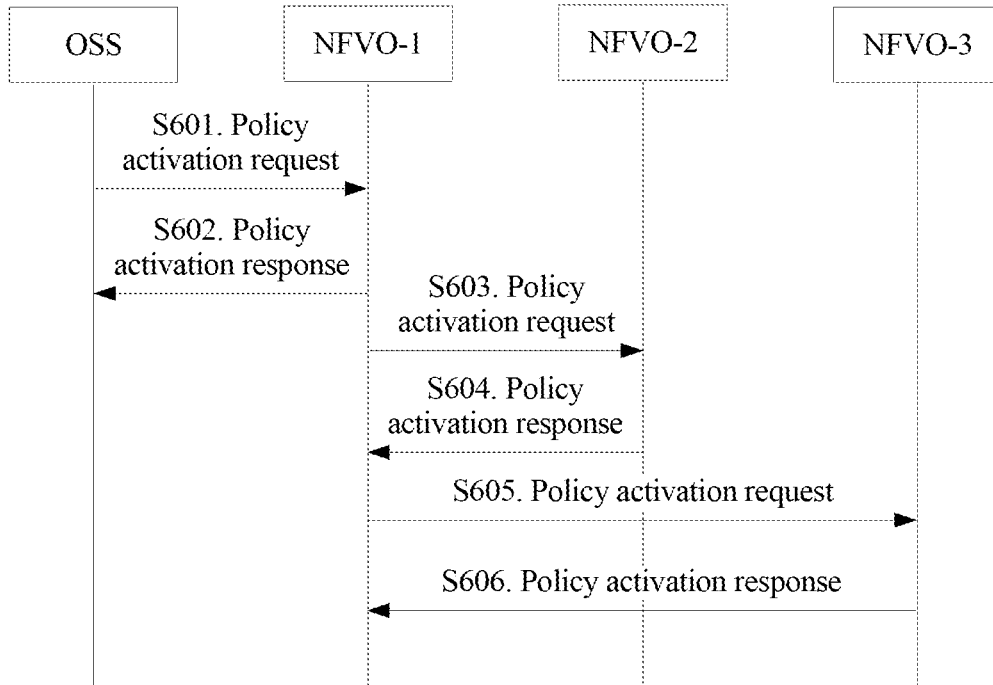 OSS
NFVO-1
NFVO-2
NFVO-3
S601. Policy
activation request
S602. Policy
activation response
S603. Policy
activation request
S604. Policy
activation response
S605. Policy activation request
S606. Policy activation response